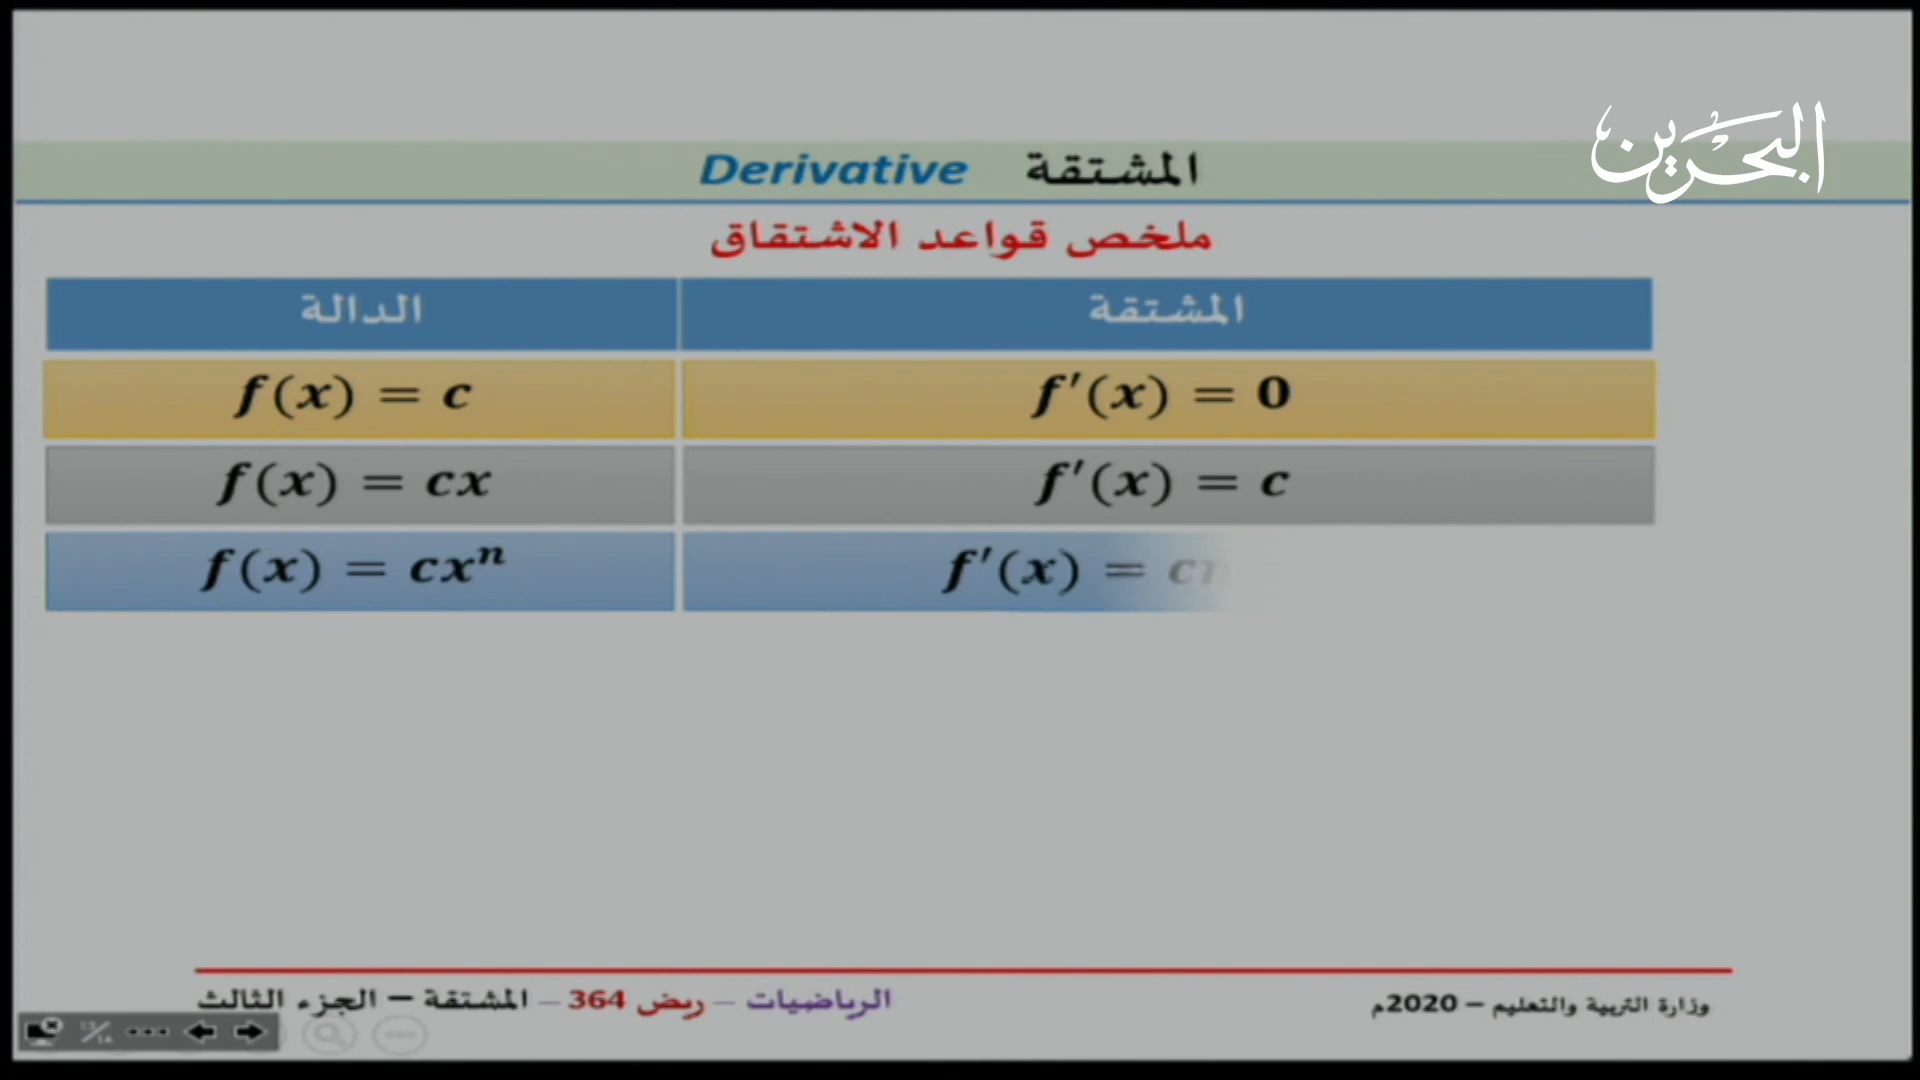 البحرين
المشتقة Derivative
ملخص قواعد الاشتقاق
الدالة المشتقة
f(x) = c f′(x) = 0
f(x) = cx f′(x) = c
f(x) = cxⁿ f′(x) = c
وزارة التربية والتعليم – 2020م
الرياضيات – ريض 364 – المشتقة – الجزء الثالث